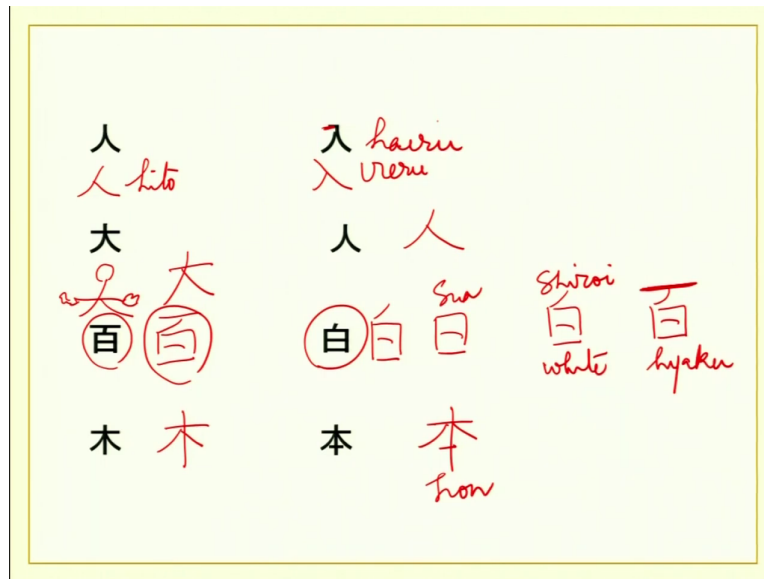 人 入 hairu
人 hito 入 ireru
大 人 人
大 Sun Shiroi
百 百 白 白 日 白 百
white hyaku
木 木 本 本
hon